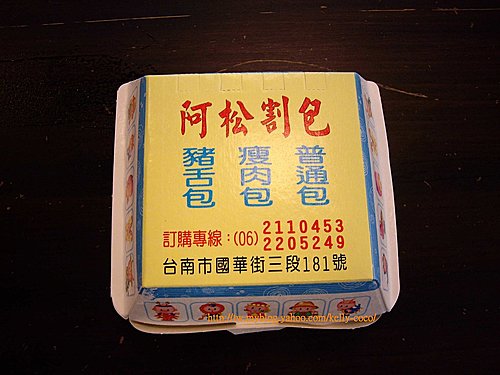 阿松割包
普通包
瘦肉包
豬舌包
訂購專線：(06) 2110453
2205249
台南市國華街三段181號
http://tw.myblog.yahoo.com/kelly-coco/